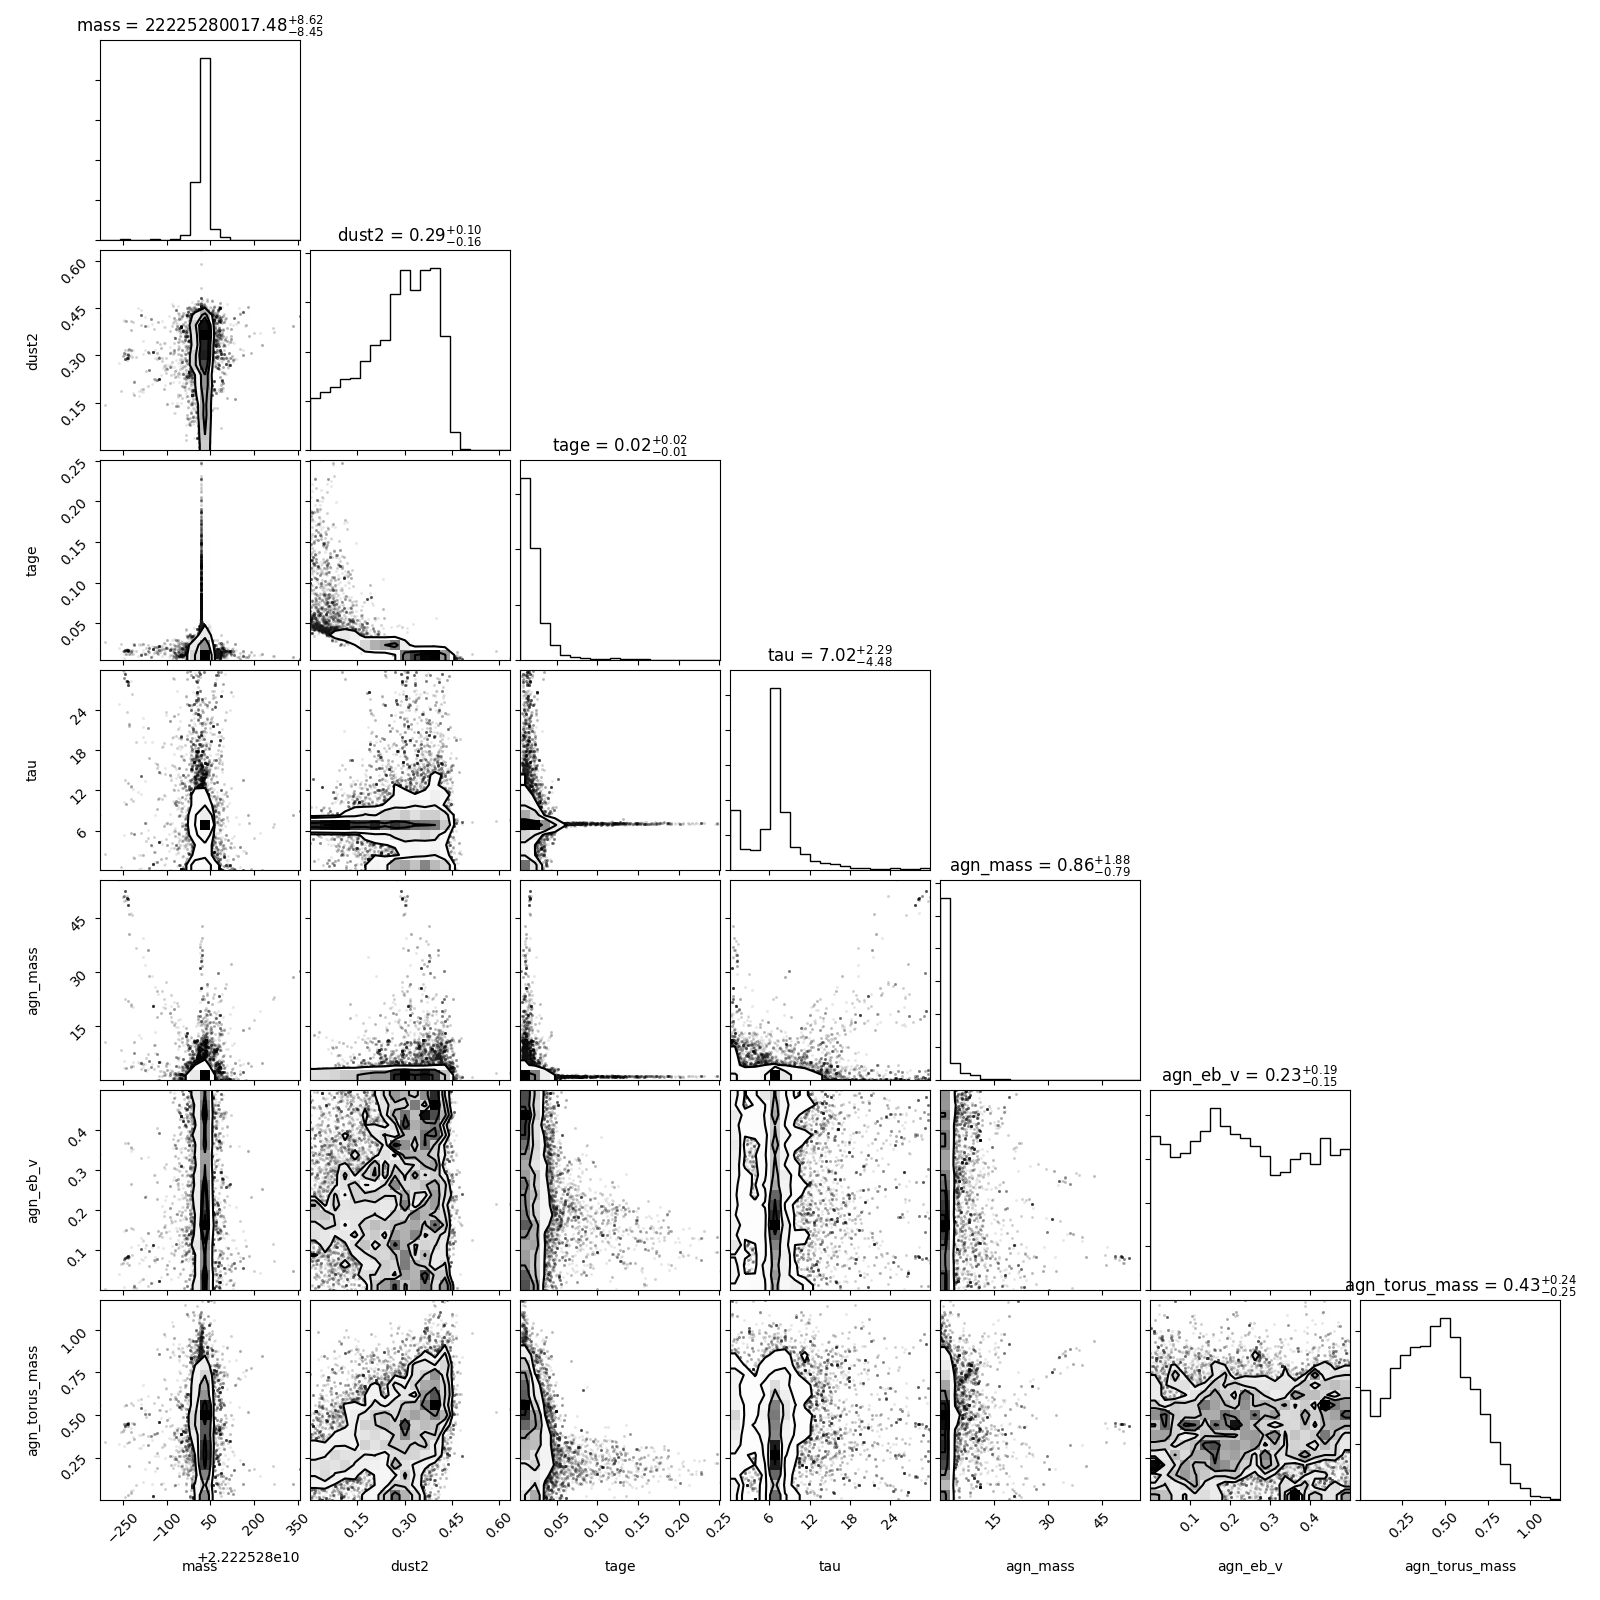 mass = 22225280017.48+8.62−8.45
dust2 = 0.29+0.10−0.16
0.60
0.45
0.30
0.15
dust2
tage = 0.02+0.02−0.01
0.25
0.20
0.15
0.10
0.05
tage
tau = 7.02+2.29−4.48
24
18
12
6
tau
agn_mass = 0.86+1.88−0.79
45
30
15
agn_mass
agn_eb_v = 0.23+0.19−0.15
0.4
0.3
0.2
0.1
agn_eb_v
agn_torus_mass = 0.43+0.24−0.25
1.00
0.75
0.50
0.25
agn_torus_mass
−250 −100 50 200 350 0.15 0.30 0.45 0.60 0.05 0.10 0.15 0.20 0.25 6 12 18 24 15 30 45 0.1 0.2 0.3 0.4 0.25 0.50 0.75 1.00
+2.222528e10
mass dust2 tage tau agn_mass agn_eb_v agn_torus_mass